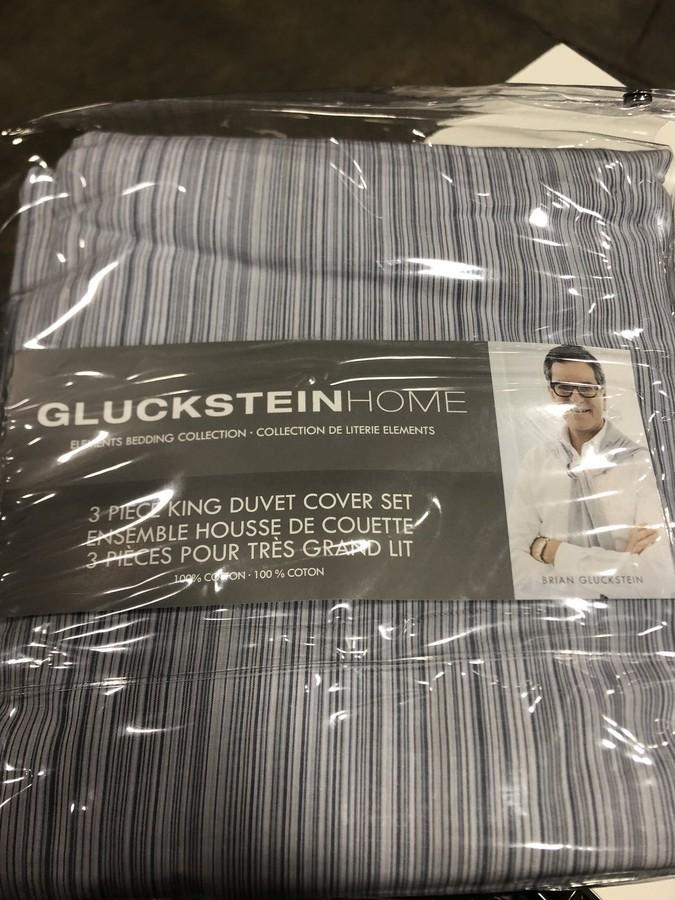 GLUCKSTEINHOME
ELEMENTS BEDDING COLLECTION · COLLECTION DE LITERIE ELEMENTS
3 PIECE KING DUVET COVER SET
ENSEMBLE HOUSSE DE COUETTE
3 PIÈCES POUR TRÈS GRAND LIT
100% COTTON · 100 % COTON
BRIAN GLUCKSTEIN